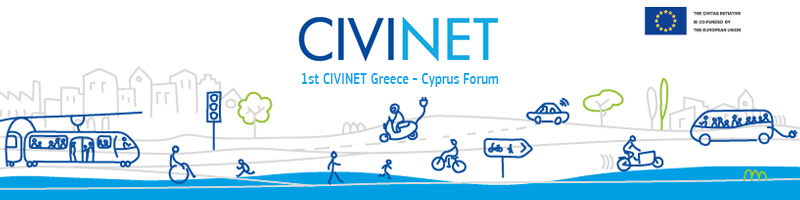 CIVINET
1st CIVINET Greece – Cyprus Forum
THE CIVITAS INITIATIVE
IS CO-FUNDED BY
THE EUROPEAN UNION